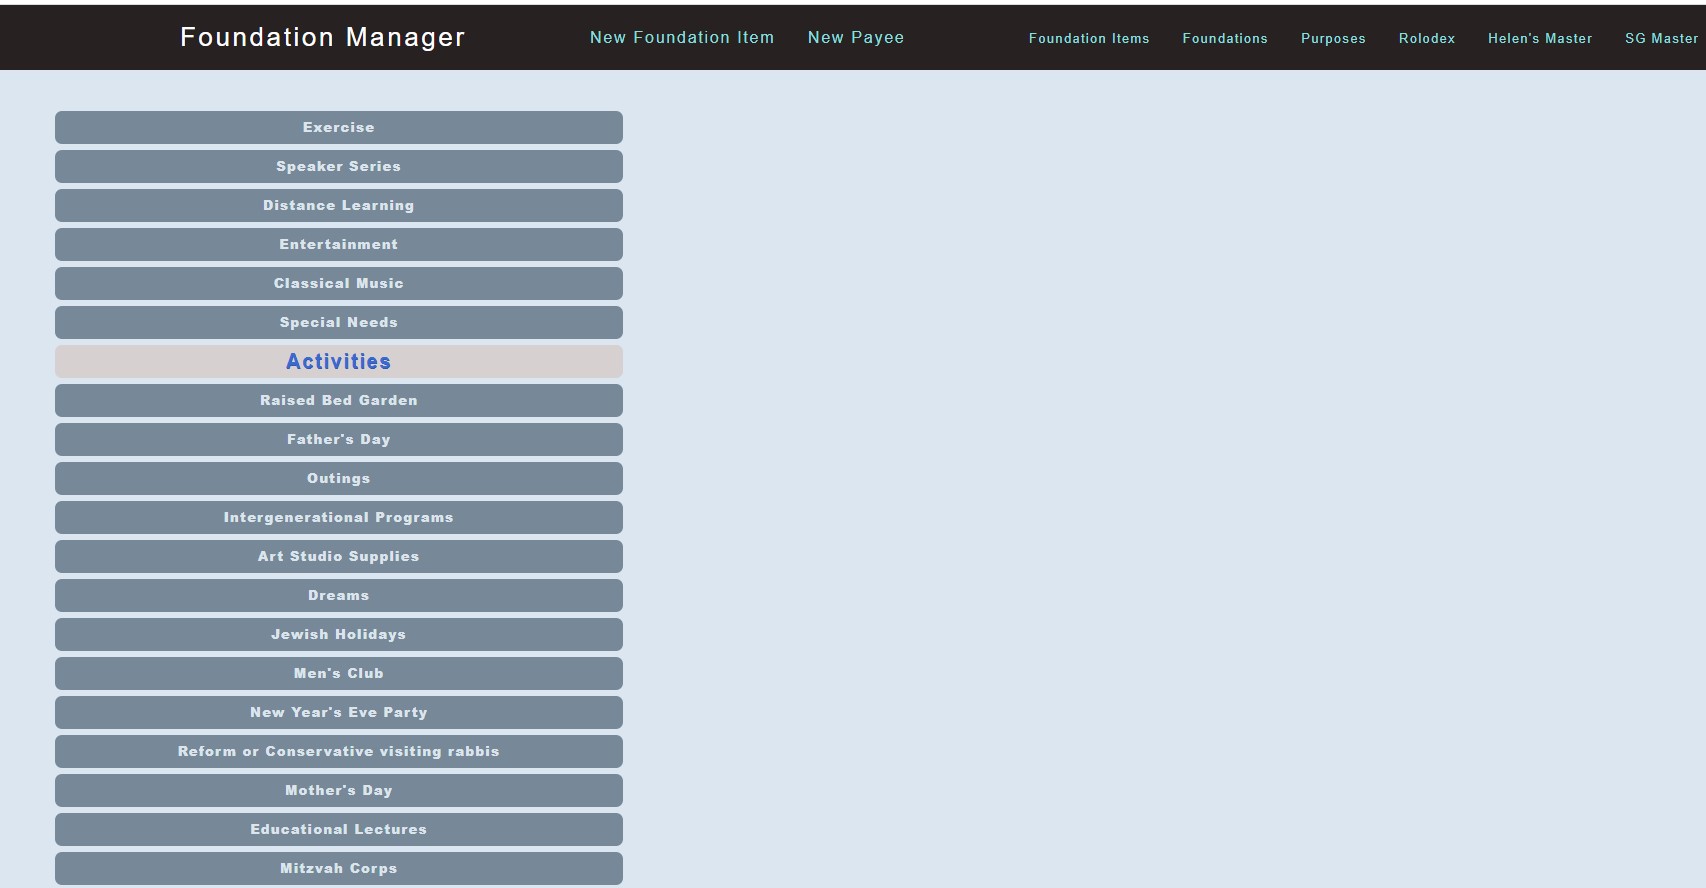 Foundation Manager New Foundation Item New Payee Foundation Items Foundations Purposes Rolodex Helen's Master SG Master
Exercise
Speaker Series
Distance Learning
Entertainment
Classical Music
Special Needs
Activities
Raised Bed Garden
Father's Day
Outings
Intergenerational Programs
Art Studio Supplies
Dreams
Jewish Holidays
Men's Club
New Year's Eve Party
Reform or Conservative visiting rabbis
Mother's Day
Educational Lectures
Mitzvah Corps